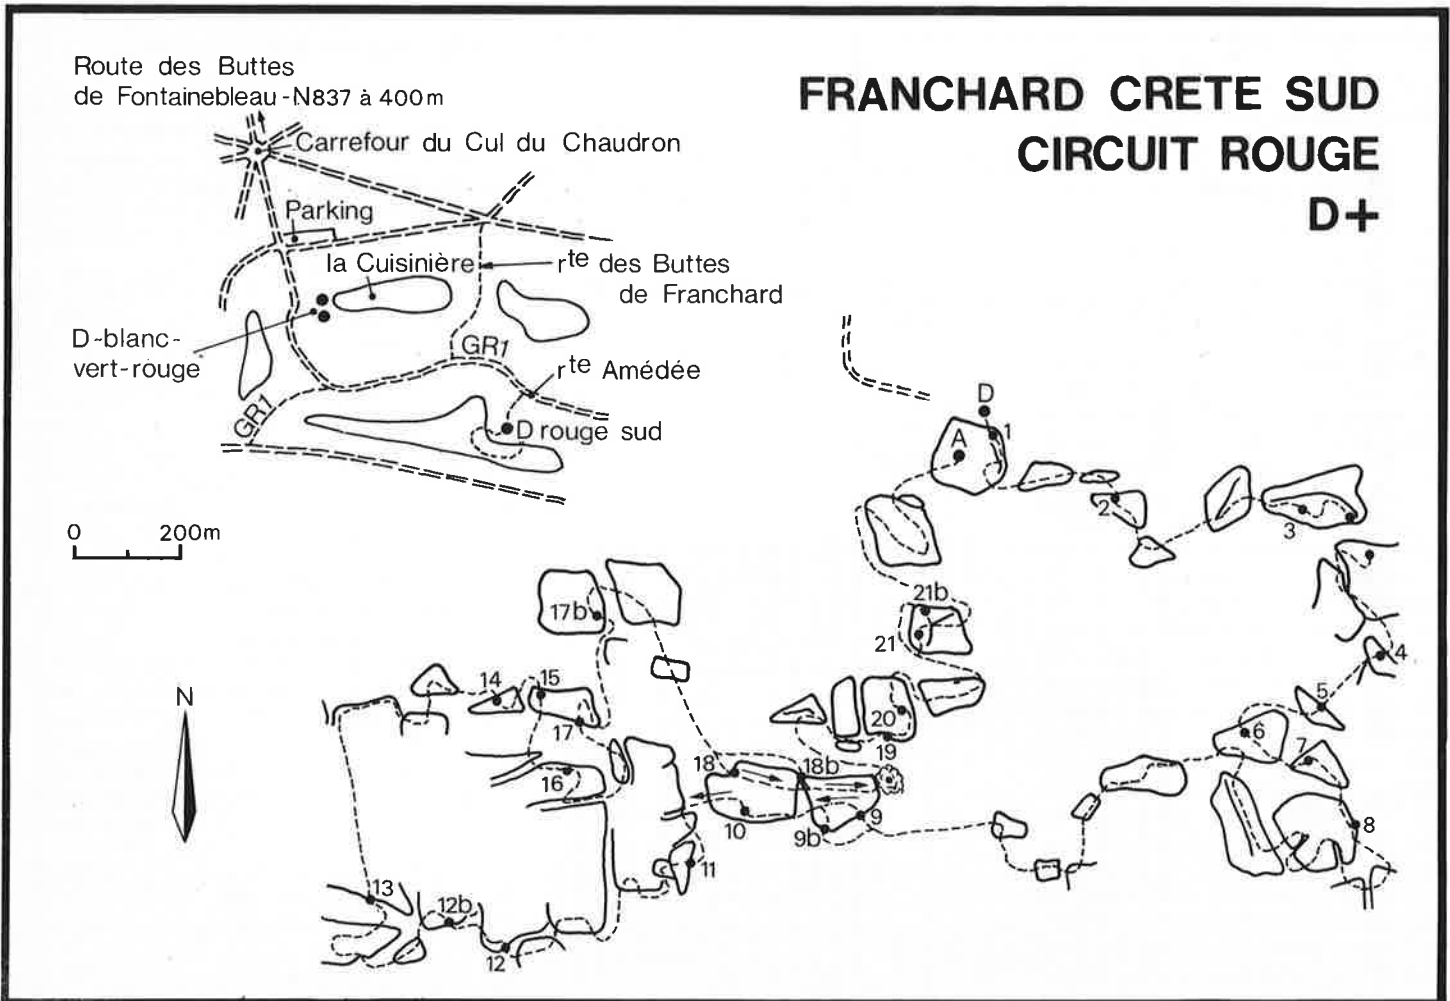 Route des Buttes
de Fontainebleau-N837 à 400m
FRANCHARD CRETE SUD
CIRCUIT ROUGE
D+
Carrefour du Cul du Chaudron
Parking
la Cuisinière
rte des Buttes
de Franchard
D-blanc-
vert-rouge
GR1
rte Amédée
GR1
D rouge sud
0 200m
N
D
A
1
2
3
4
5
6
7
8
9
9b
10
11
12
12b
13
14
15
16
17
17b
18
18b
19
20
21
21b